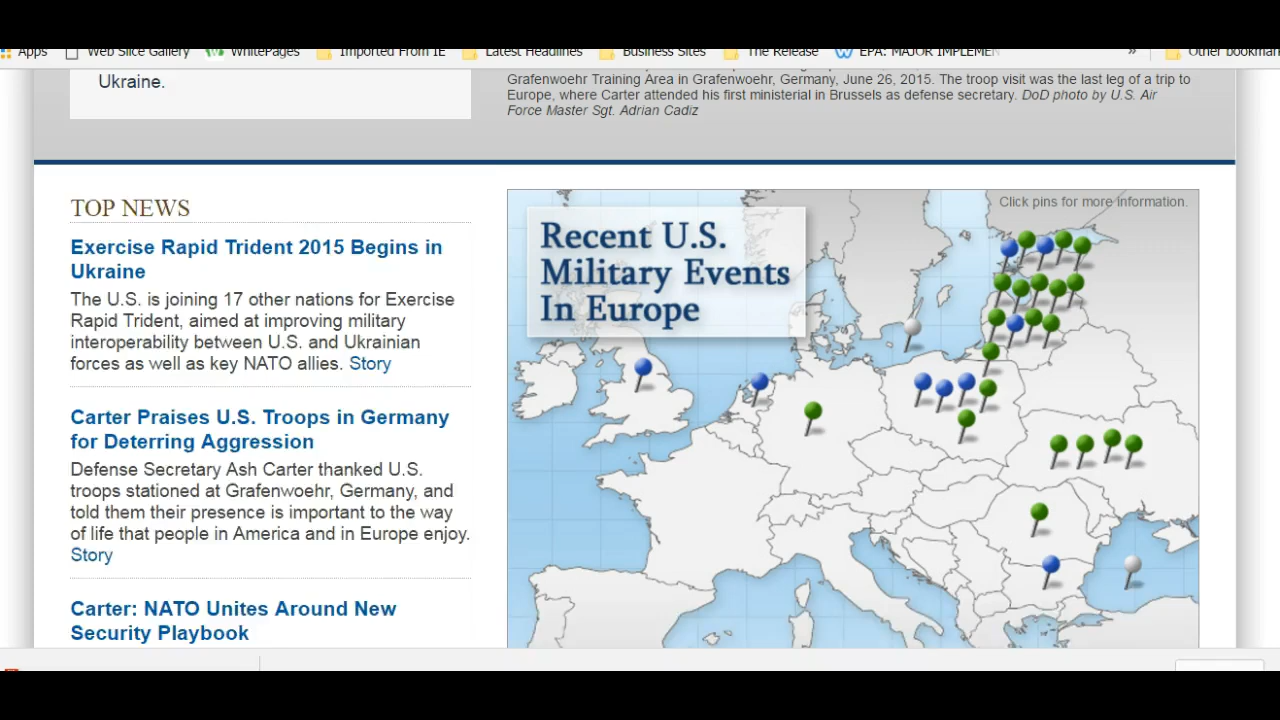 Apps Web Slice Gallery WhitePages Imported From IE Latest Headlines Business Sites The Release EPA: MAJOR IMPLEMEN » Other bookmar
Ukraine.
Grafenwoehr Training Area in Grafenwoehr, Germany, June 26, 2015. The troop visit was the last leg of a trip to
Europe, where Carter attended his first ministerial in Brussels as defense secretary. DoD photo by U.S. Air
Force Master Sgt. Adrian Cadiz
TOP NEWS
Exercise Rapid Trident 2015 Begins in
Ukraine
The U.S. is joining 17 other nations for Exercise
Rapid Trident, aimed at improving military
interoperability between U.S. and Ukrainian
forces as well as key NATO allies. Story
Carter Praises U.S. Troops in Germany
for Deterring Aggression
Defense Secretary Ash Carter thanked U.S.
troops stationed at Grafenwoehr, Germany, and
told them their presence is important to the way
of life that people in America and in Europe enjoy.
Story
Carter: NATO Unites Around New
Security Playbook
Click pins for more information.
Recent U.S.
Military Events
In Europe